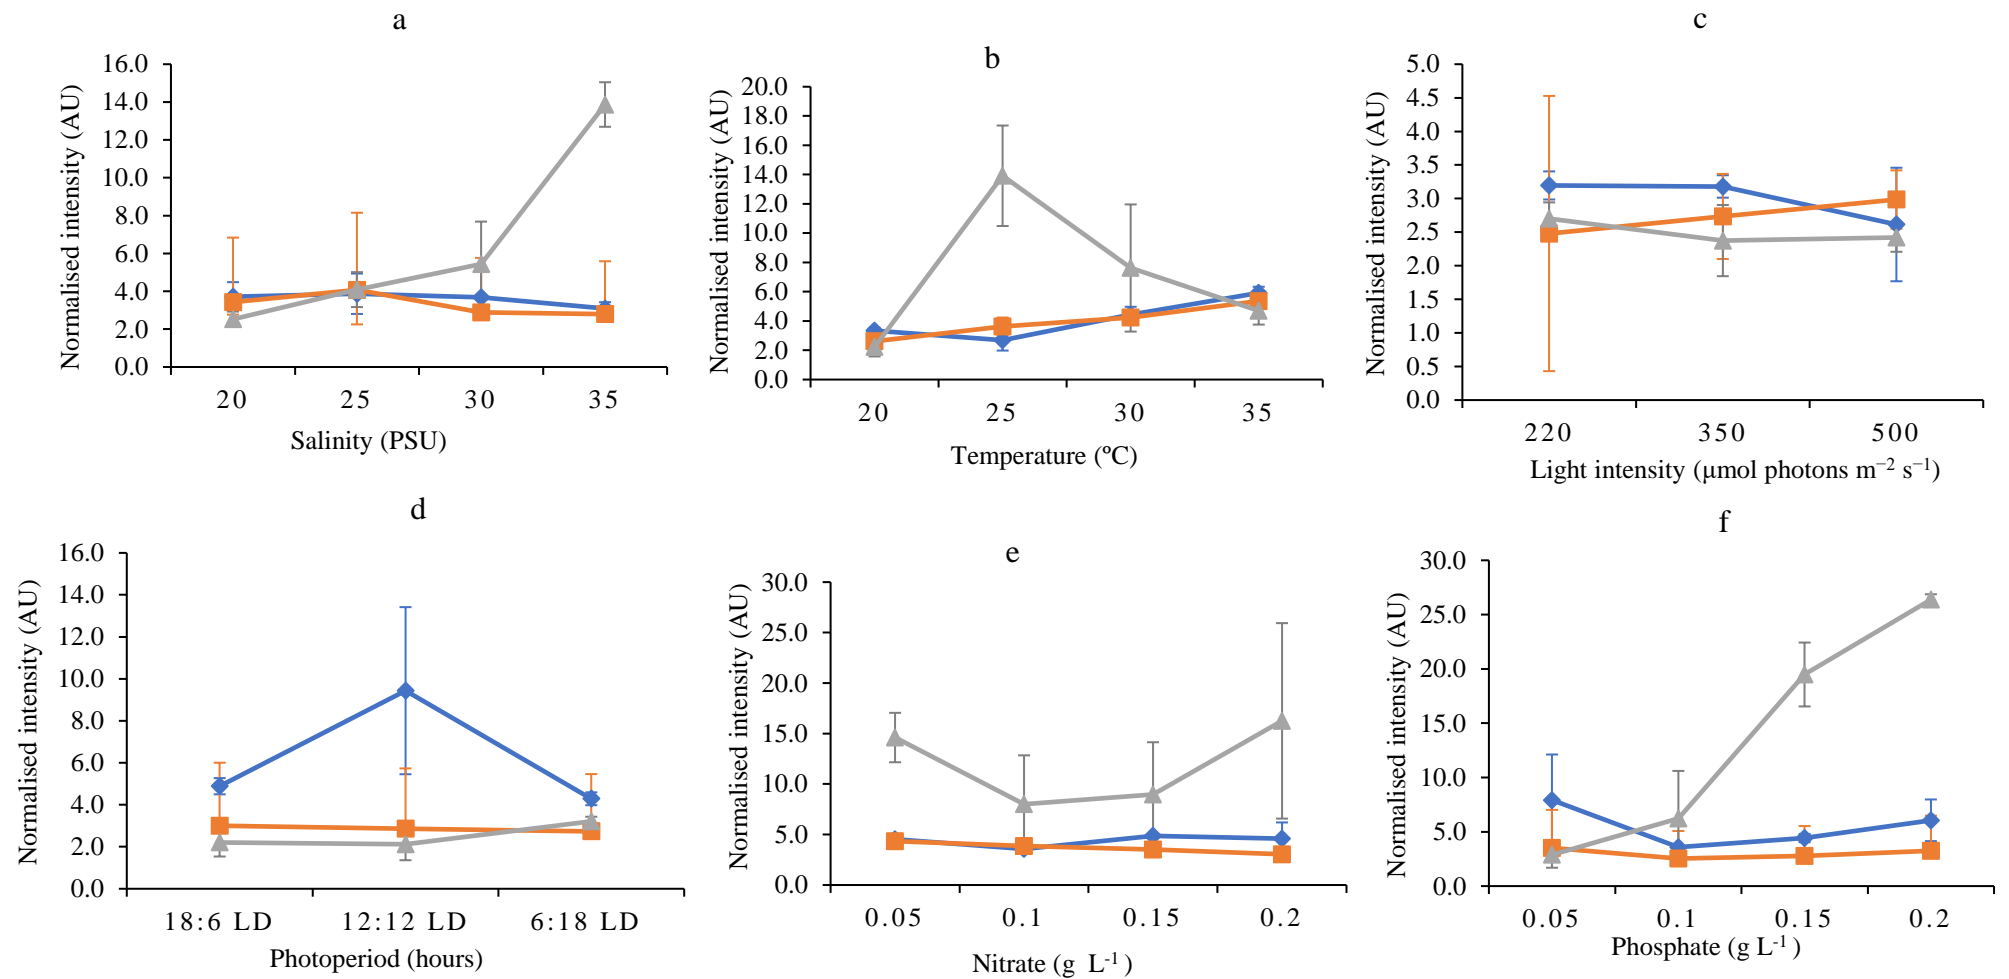 a
Normalised intensity (AU)
16.0
14.0
12.0
10.0
8.0
6.0
4.0
2.0
0.0
20 25 30 35
Salinity (PSU)
b
Normalised intensity (AU)
20.0
18.0
16.0
14.0
12.0
10.0
8.0
6.0
4.0
2.0
0.0
20 25 30 35
Temperature (ºC)
c
Normalised intensity (AU)
5.0
4.5
4.0
3.5
3.0
2.5
2.0
1.5
1.0
0.5
0.0
220 350 500
Light intensity (μmol photons m⁻² s⁻¹)
d
Normalised intensity (AU)
16.0
14.0
12.0
10.0
8.0
6.0
4.0
2.0
0.0
18:6 LD 12:12 LD 6:18 LD
Photoperiod (hours)
e
Normalised intensity (AU)
30.0
25.0
20.0
15.0
10.0
5.0
0.0
0.05 0.1 0.15 0.2
Nitrate (g L⁻¹ )
f
Normalised intensity (AU)
30.0
25.0
20.0
15.0
10.0
5.0
0.0
0.05 0.1 0.15 0.2
Phosphate (g L⁻¹ )